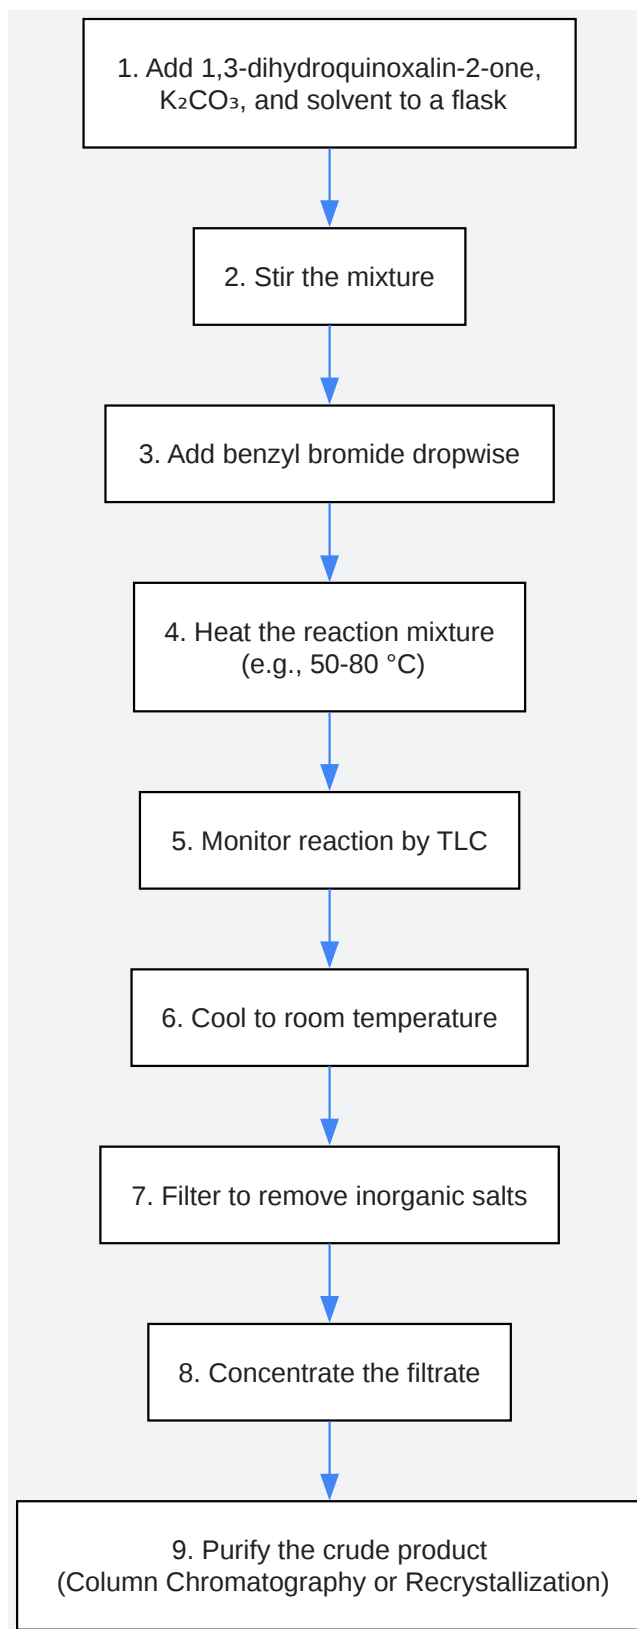 1. Add 1,3-dihydroquinoxalin-2-one,
K₂CO₃, and solvent to a flask
2. Stir the mixture
3. Add benzyl bromide dropwise
4. Heat the reaction mixture
(e.g., 50-80 °C)
5. Monitor reaction by TLC
6. Cool to room temperature
7. Filter to remove inorganic salts
8. Concentrate the filtrate
9. Purify the crude product
(Column Chromatography or Recrystallization)